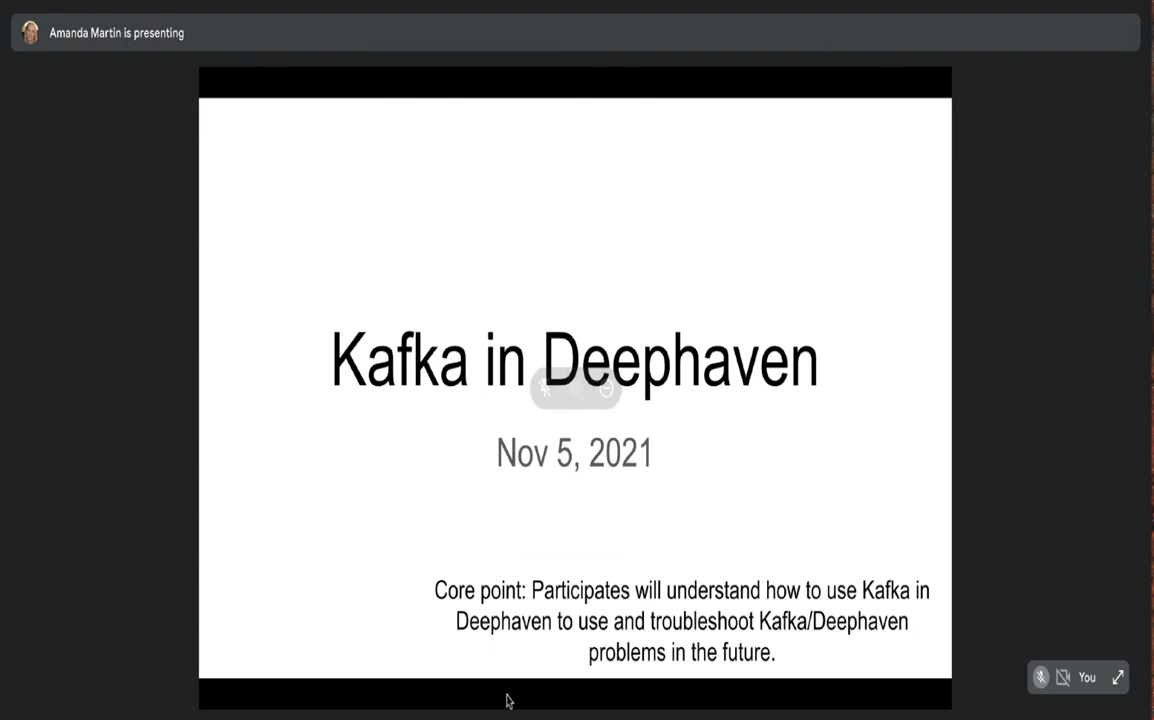 Amanda Martin is presenting
Kafka in Deephaven
Nov 5, 2021
Core point: Participates will understand how to use Kafka in
Deephaven to use and troubleshoot Kafka/Deephaven
problems in the future.
You